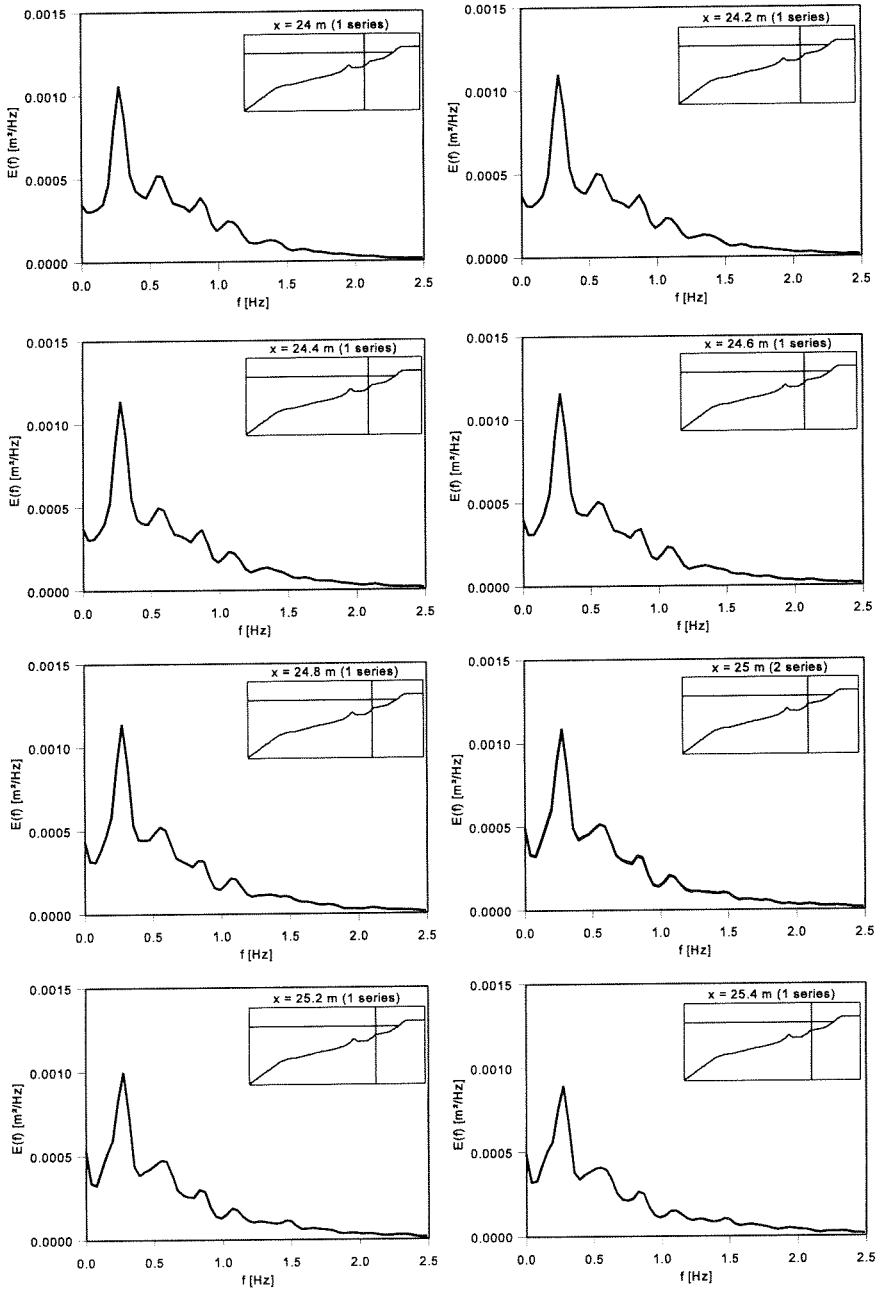 x = 24 m (1 series)
E(f) [m²/Hz]
0.0015
0.0010
0.0005
0.0000
0.0 0.5 1.0 1.5 2.0 2.5
f [Hz]
x = 24.2 m (1 series)
E(f) [m²/Hz]
0.0015
0.0010
0.0005
0.0000
0.0 0.5 1.0 1.5 2.0 2.5
f [Hz]
x = 24.4 m (1 series)
E(f) [m²/Hz]
0.0015
0.0010
0.0005
0.0000
0.0 0.5 1.0 1.5 2.0 2.5
f [Hz]
x = 24.6 m (1 series)
E(f) [m²/Hz]
0.0015
0.0010
0.0005
0.0000
0.0 0.5 1.0 1.5 2.0 2.5
f [Hz]
x = 24.8 m (1 series)
E(f) [m²/Hz]
0.0015
0.0010
0.0005
0.0000
0.0 0.5 1.0 1.5 2.0 2.5
f [Hz]
x = 25 m (2 series)
E(f) [m²/Hz]
0.0015
0.0010
0.0005
0.0000
0.0 0.5 1.0 1.5 2.0 2.5
f [Hz]
x = 25.2 m (1 series)
E(f) [m²/Hz]
0.0015
0.0010
0.0005
0.0000
0.0 0.5 1.0 1.5 2.0 2.5
f [Hz]
x = 25.4 m (1 series)
E(f) [m²/Hz]
0.0015
0.0010
0.0005
0.0000
0.0 0.5 1.0 1.5 2.0 2.5
f [Hz]